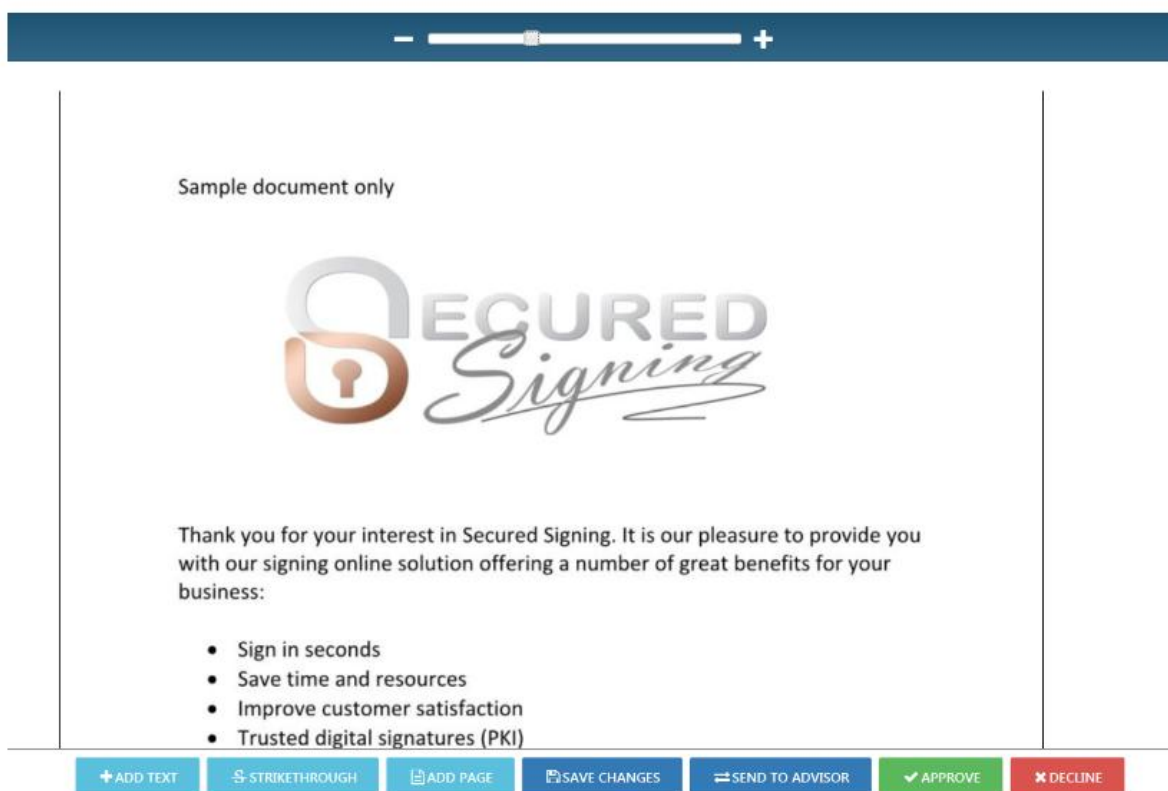 Sample document only
SECURED
Signing
Thank you for your interest in Secured Signing. It is our pleasure to provide you
with our signing online solution offering a number of great benefits for your
business:
• Sign in seconds
• Save time and resources
• Improve customer satisfaction
• Trusted digital signatures (PKI)
ADD TEXT STRIKETHROUGH ADD PAGE SAVE CHANGES SEND TO ADVISOR APPROVE DECLINE